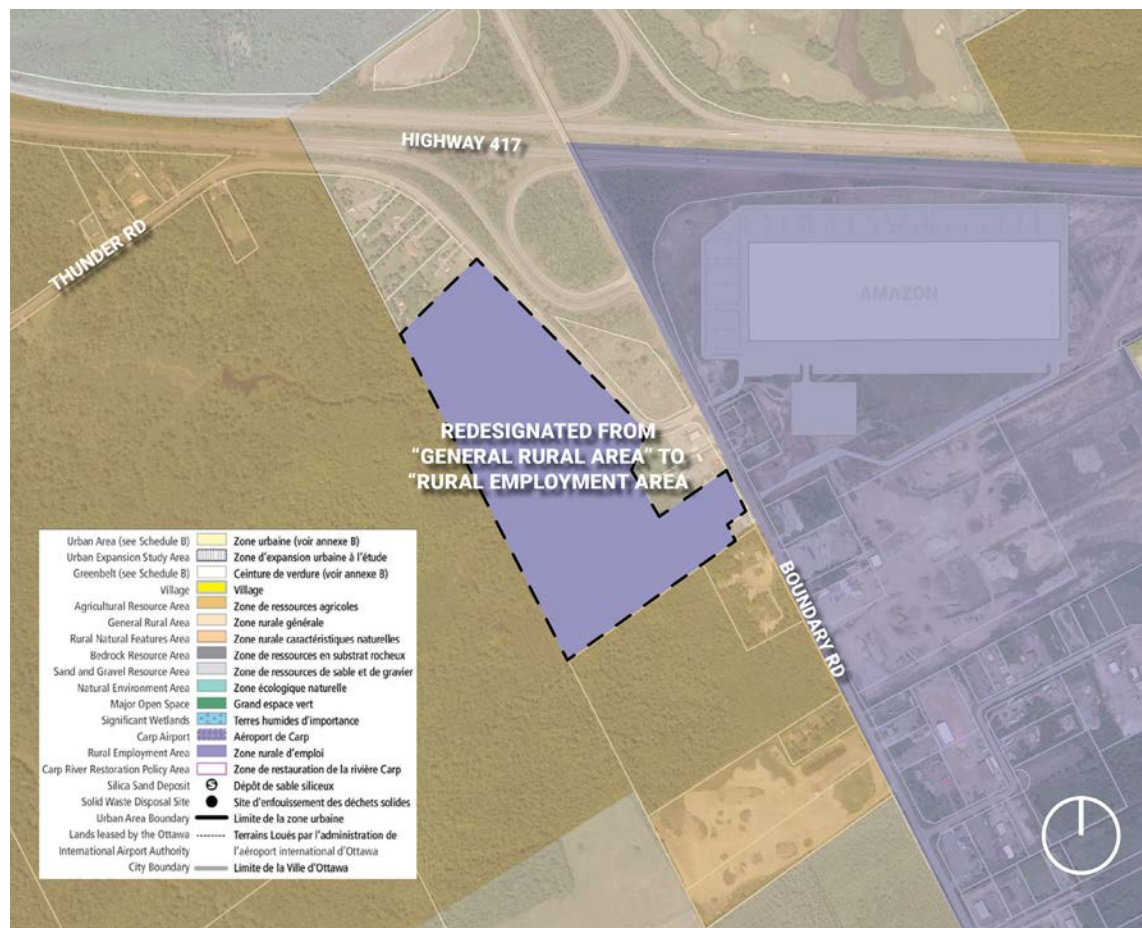 HIGHWAY 417
THUNDER RD
AMAZON
REDESIGNATED FROM
“GENERAL RURAL AREA” TO
“RURAL EMPLOYMENT AREA
BOUNDARY RD
Urban Area (see Schedule B) Zone urbaine (voir annexe B)
Urban Expansion Study Area Zone d'expansion urbaine à l'étude
Greenbelt (see Schedule B) Ceinture de verdure (voir annexe B)
Village Village
Agricultural Resource Area Zone de ressources agricoles
General Rural Area Zone rurale générale
Rural Natural Features Area Zone rurale caractéristiques naturelles
Bedrock Resource Area Zone de ressources en substrat rocheux
Sand and Gravel Resource Area Zone de ressources de sable et de gravier
Natural Environment Area Zone écologique naturelle
Major Open Space Grand espace vert
Significant Wetlands Terres humides d'importance
Carp Airport Aéroport de Carp
Rural Employment Area Zone rurale d'emploi
Carp River Restoration Policy Area Zone de restauration de la rivière Carp
Silica Sand Deposit S Dépôt de sable siliceux
Solid Waste Disposal Site Site d'enfouissement des déchets solides
Urban Area Boundary Limite de la zone urbaine
Lands leased by the Ottawa Terrains Loués par l'administration de
International Airport Authority l'aéroport international d'Ottawa
City Boundary Limite de la Ville d'Ottawa